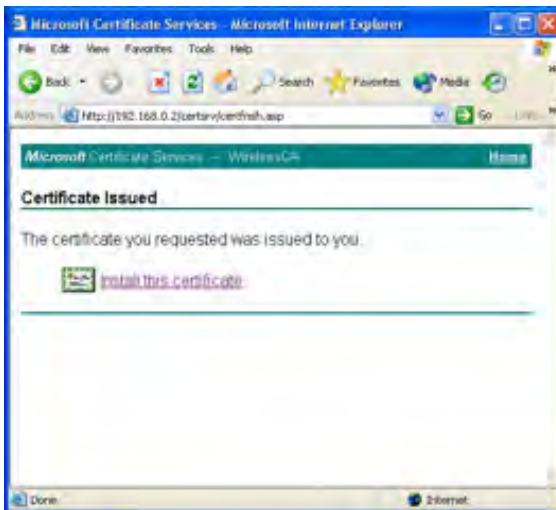 Microsoft Certificate Services - Microsoft Internet Explorer
File Edit View Favorites Tools Help
Back Search Favorites Media
Address http://192.168.0.2/certsrv/certfnsh.asp Go Links
Microsoft Certificate Services -- WirelessCA Home
Certificate Issued
The certificate you requested was issued to you.
Install this certificate
Done Internet